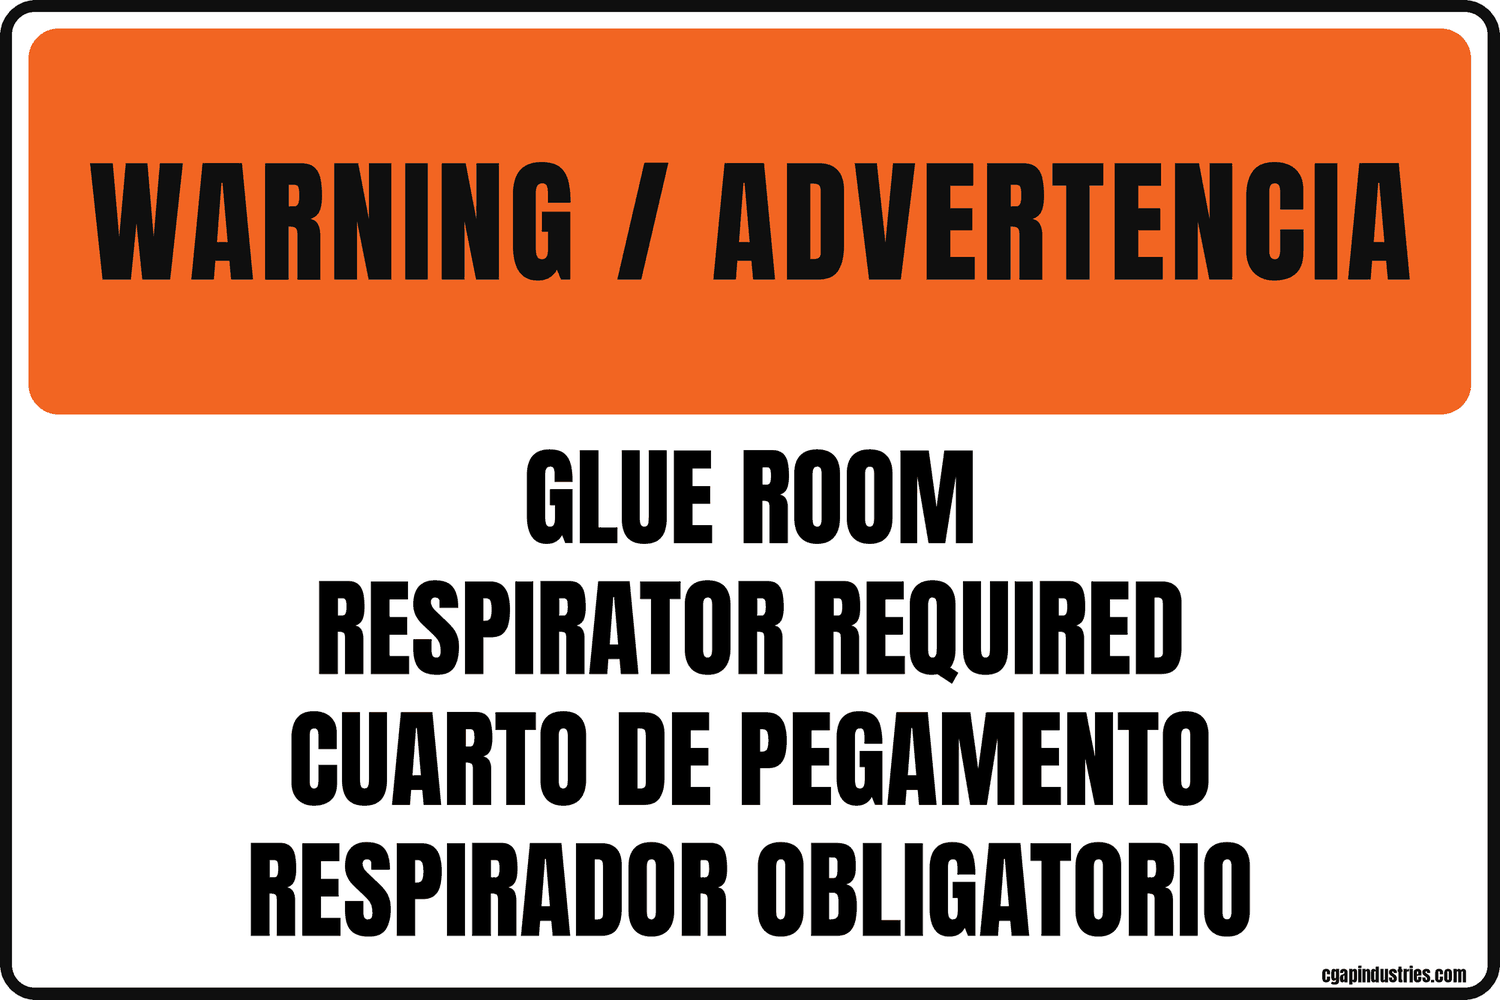 WARNING / ADVERTENCIA
GLUE ROOM
RESPIRATOR REQUIRED
CUARTO DE PEGAMENTO
RESPIRADOR OBLIGATORIO
cgapindustries.com